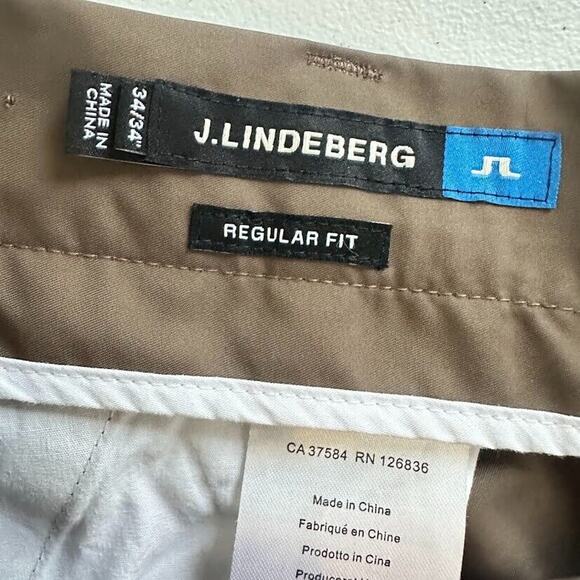 MADE IN
CHINA
34/34"
J.LINDEBERG
JL
REGULAR FIT
CA 37584 RN 126836
Made in China
Fabriqué en Chine
Prodotto in Cina